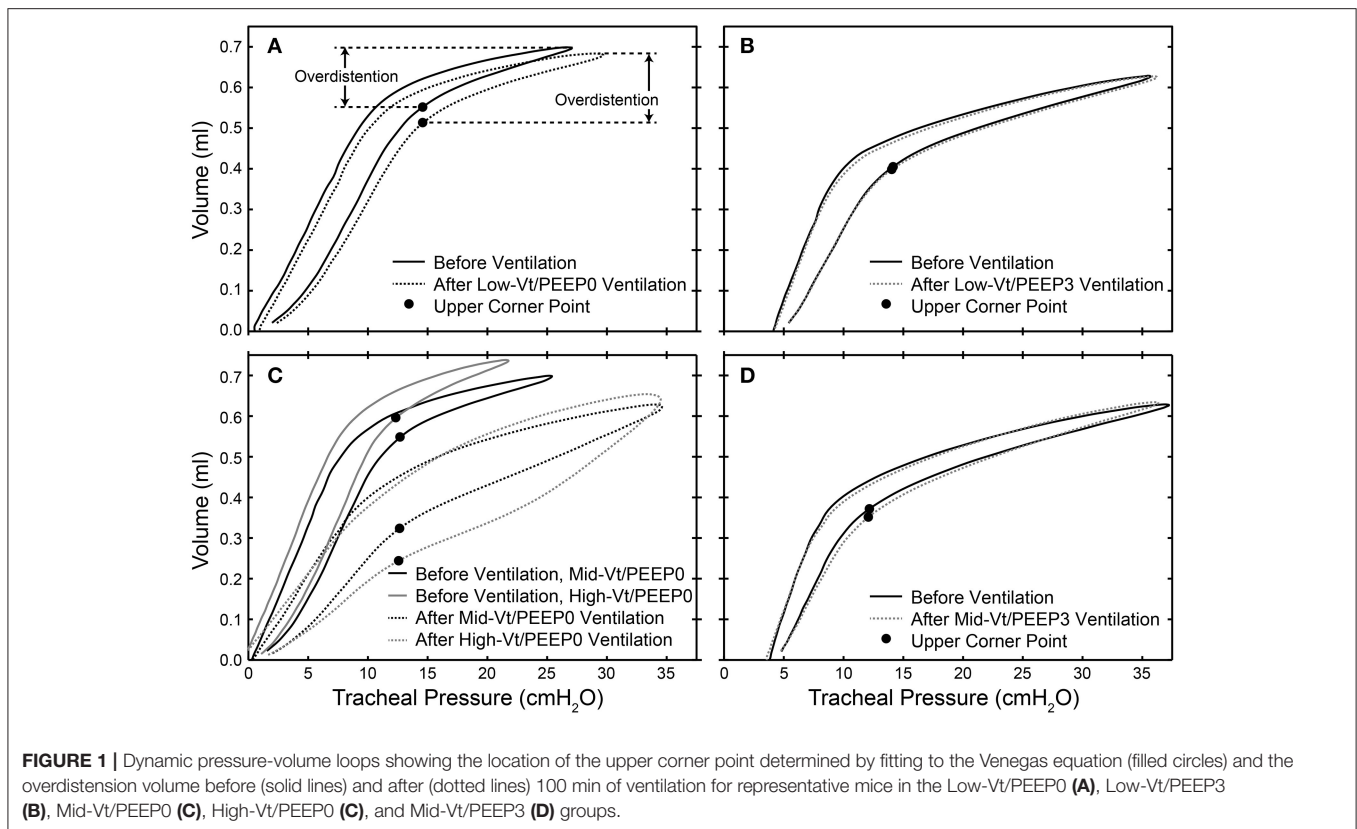 A
B
0.7
0.6
0.5
0.4
0.3
0.2
0.1
0.0
Volume (ml)
Overdistention
Overdistention
Before Ventilation
After Low-Vt/PEEP0 Ventilation
Upper Corner Point
Before Ventilation
After Low-Vt/PEEP3 Ventilation
Upper Corner Point
C
D
0.7
0.6
0.5
0.4
0.3
0.2
0.1
0.0
Volume (ml)
Before Ventilation, Mid-Vt/PEEP0
Before Ventilation, High-Vt/PEEP0
After Mid-Vt/PEEP0 Ventilation
After High-Vt/PEEP0 Ventilation
Before Ventilation
After Mid-Vt/PEEP3 Ventilation
Upper Corner Point
0 5 10 15 20 25 30 35
0 5 10 15 20 25 30 35
Tracheal Pressure (cmH₂O)
Tracheal Pressure (cmH₂O)
FIGURE 1 | Dynamic pressure-volume loops showing the location of the upper corner point determined by fitting to the Venegas equation (filled circles) and the
overdistension volume before (solid lines) and after (dotted lines) 100 min of ventilation for representative mice in the Low-Vt/PEEP0 (A), Low-Vt/PEEP3
(B), Mid-Vt/PEEP0 (C), High-Vt/PEEP0 (C), and Mid-Vt/PEEP3 (D) groups.